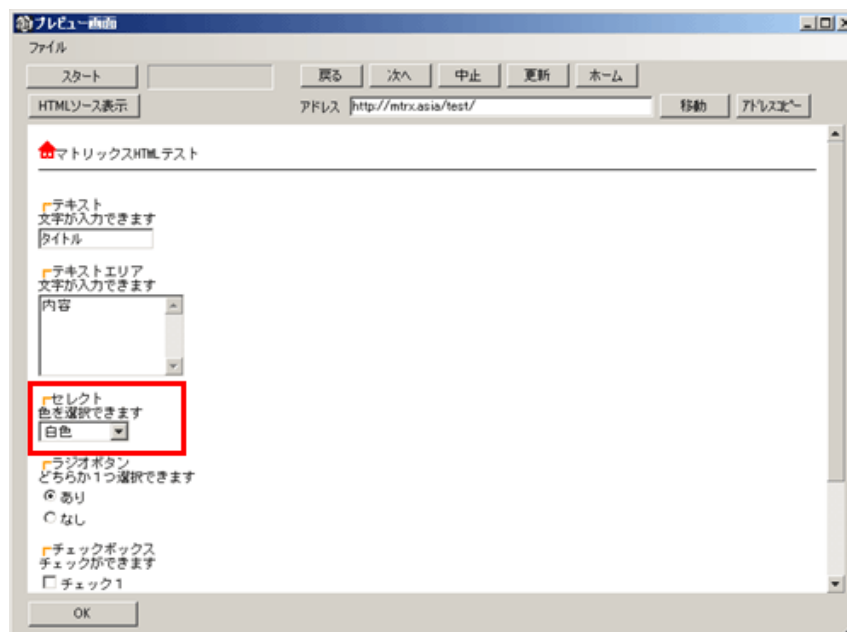 プレビュー画面
ファイル
スタート 戻る 次へ 中止 更新 ホーム
HTMLソース表示 アドレス http://mtrx.asia/test/ 移動 アドレスコピー
マトリックスHTMLテスト
テキスト
文字が入力できます
タイトル
テキストエリア
文字が入力できます
内容
セレクト
色を選択できます
白色
ラジオボタン
どちらか1つ選択できます
あり
なし
チェックボックス
チェックができます
チェック1
OK